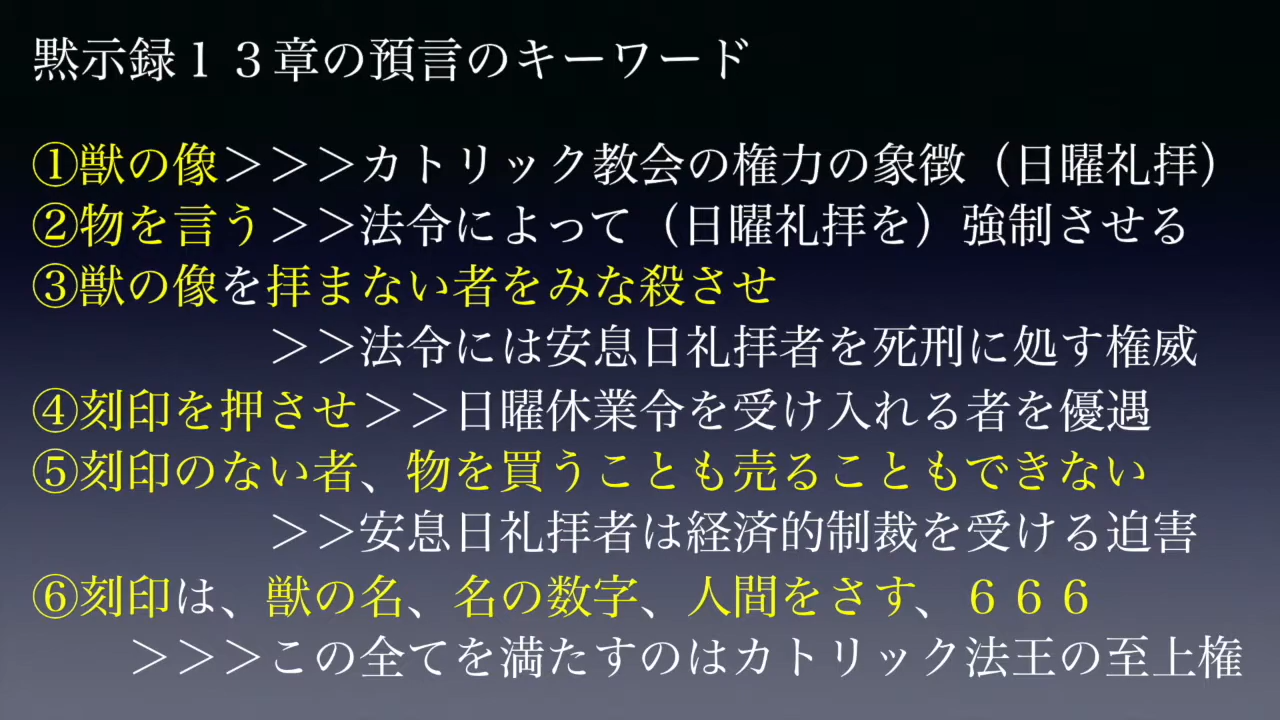 黙示録１３章の預言のキーワード
①獣の像＞＞＞カトリック教会の権力の象徴（日曜礼拝）
②物を言う＞＞法令によって（日曜礼拝を）強制させる
③獣の像を拝まない者をみな殺させ
＞＞法令には安息日礼拝者を死刑に処す権威
④刻印を押させ＞＞日曜休業令を受け入れる者を優遇
⑤刻印のない者、物を買うことも売ることもできない
＞＞安息日礼拝者は経済的制裁を受ける迫害
⑥刻印は、獣の名、名の数字、人間をさす、６６６
＞＞＞この全てを満たすのはカトリック法王の至上権